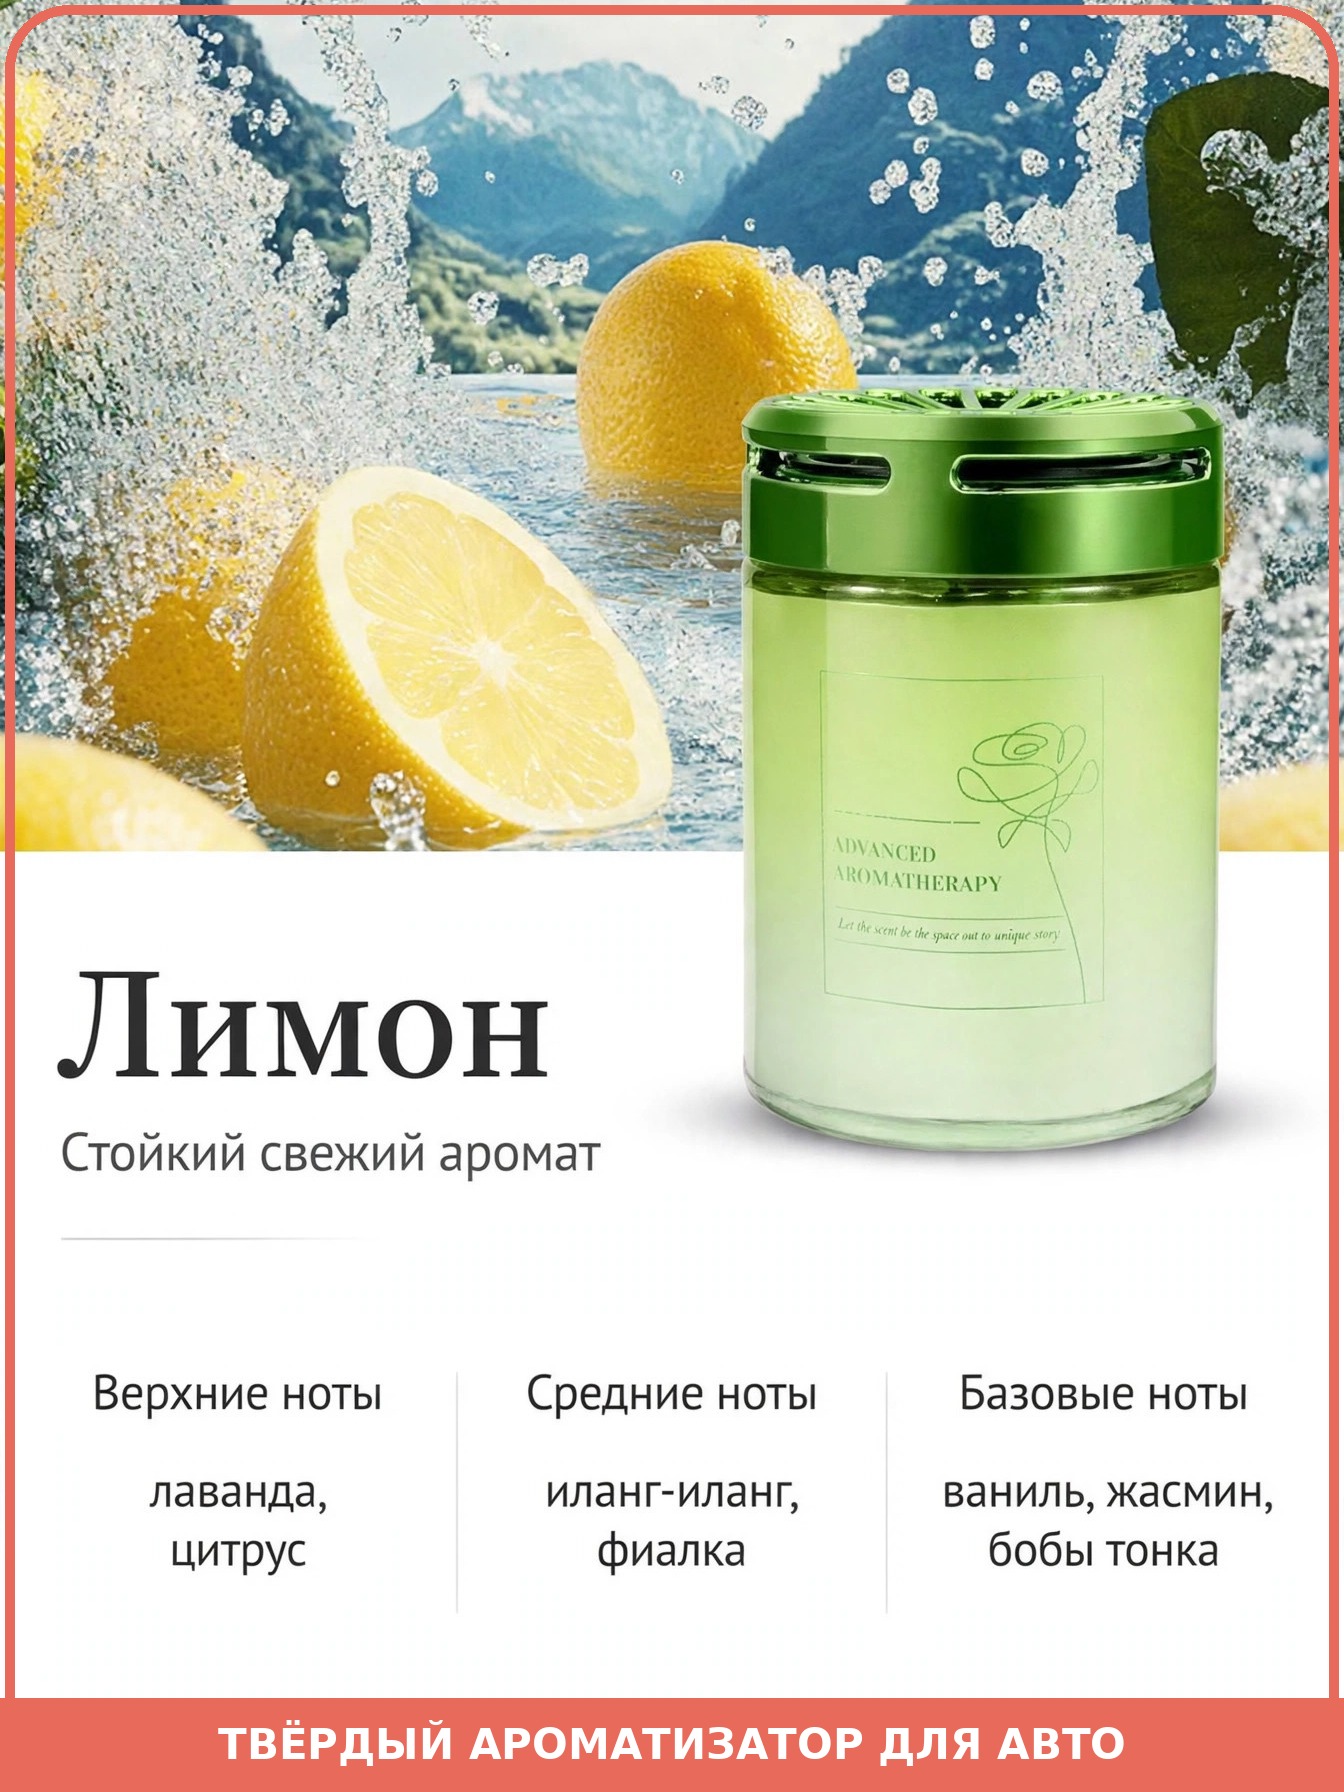 ADVANCED
AROMATHERAPY
Let the scent be the space out to unique story
Лимон
Стойкий свежий аромат
Верхние ноты
лаванда,
цитрус
Средние ноты
иланг-иланг,
фиалка
Базовые ноты
ваниль, жасмин,
бобы тонка
ТВЁРДЫЙ АРОМАТИЗАТОР ДЛЯ АВТО